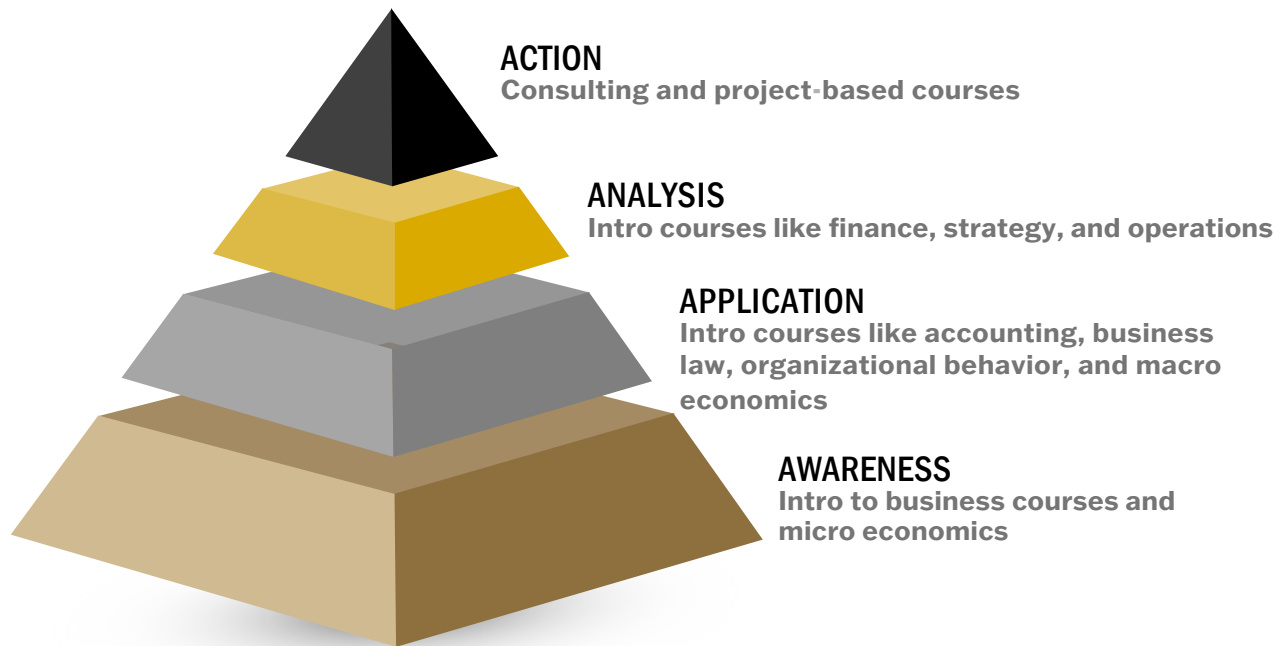 ACTION
Consulting and project-based courses
ANALYSIS
Intro courses like finance, strategy, and operations
APPLICATION
Intro courses like accounting, business
law, organizational behavior, and macro
economics
AWARENESS
Intro to business courses and
micro economics